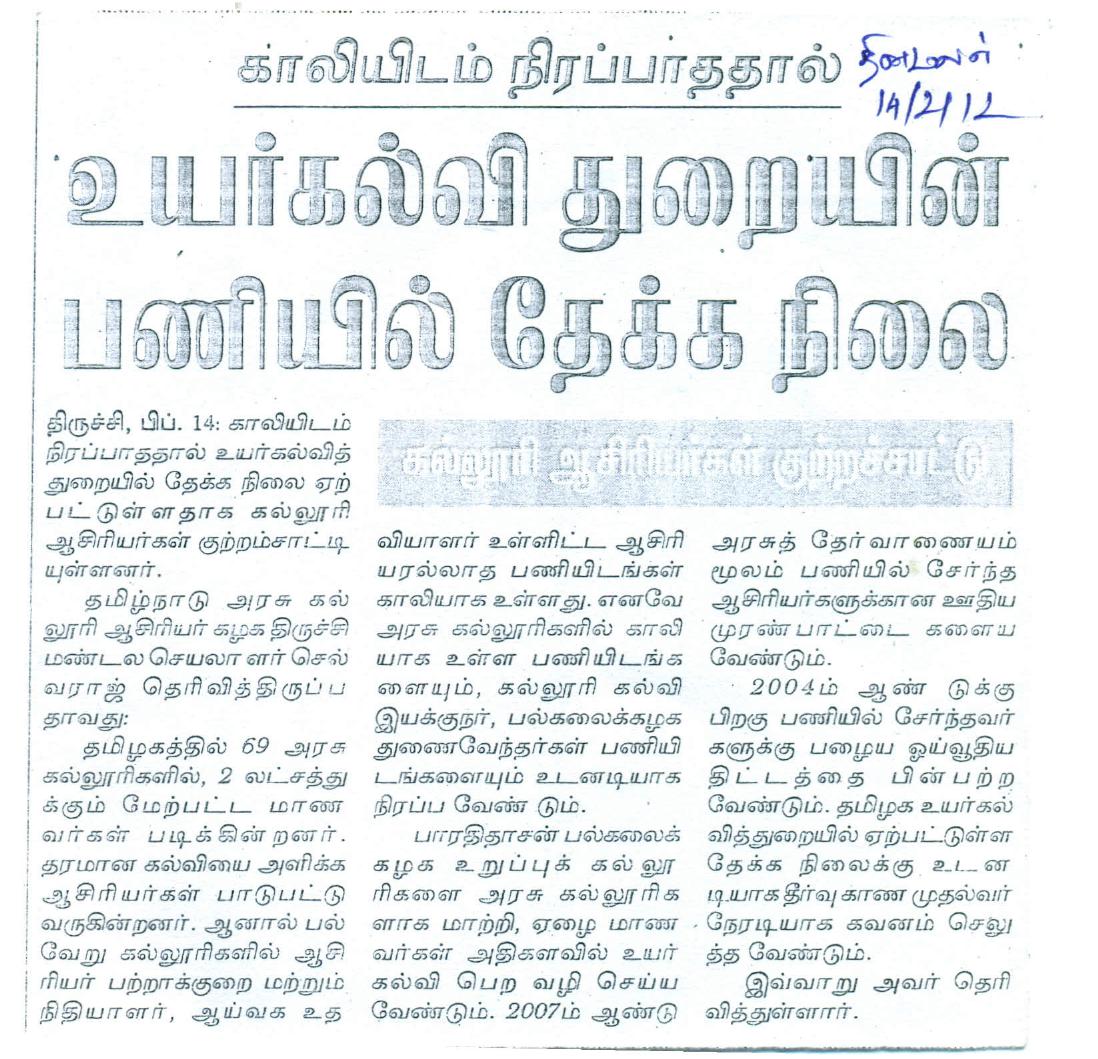 காலியிடம் நிரப்பாததால்
தினமலர்
14/2/12
உயர்கல்வி துறையின்
பணியில் தேக்க நிலை
கல்லூரி ஆசிரியர்கள் குற்றச்சாட்டு
திருச்சி, பிப். 14: காலியிடம்
நிரப்பாததால் உயர்கல்வித்
துறையில் தேக்க நிலை ஏற்
பட்டுள்ளதாக கல்லூரி
ஆசிரியர்கள் குற்றம்சாட்டி
யுள்ளனர்.
தமிழ்நாடு அரசு கல்
லூரி ஆசிரியர் கழக திருச்சி
மண்டல செயலாளர் செல்
வராஜ் தெரிவித்திருப்ப
தாவது:
தமிழகத்தில் 69 அரசு
கல்லூரிகளில், 2 லட்சத்து
க்கும் மேற்பட்ட மாண
வர்கள் படிக்கின்றனர்.
தரமான கல்வியை அளிக்க
ஆசிரியர்கள் பாடுபட்டு
வருகின்றனர். ஆனால் பல்
வேறு கல்லூரிகளில் ஆசி
ரியர் பற்றாக்குறை மற்றும்
நிதியாளர், ஆய்வக உத
வியாளர் உள்ளிட்ட ஆசிரி
யரல்லாத பணியிடங்கள்
காலியாக உள்ளது. எனவே
அரசு கல்லூரிகளில் காலி
யாக உள்ள பணியிடங்க
ளையும், கல்லூரி கல்வி
இயக்குநர், பல்கலைக்கழக
துணைவேந்தர்கள் பணியி
டங்களையும் உடனடியாக
நிரப்ப வேண்டும்.
பாரதிதாசன் பல்கலைக்
கழக உறுப்புக் கல்லூ
ரிகளை அரசு கல்லூரிக
ளாக மாற்றி, ஏழை மாண
வர்கள் அதிகளவில் உயர்
கல்வி பெற வழி செய்ய
வேண்டும். 2007ம் ஆண்டு
அரசுத் தேர்வாணையம்
மூலம் பணியில் சேர்ந்த
ஆசிரியர்களுக்கான ஊதிய
முரண்பாட்டை களைய
வேண்டும்.
2004ம் ஆண்டுக்கு
பிறகு பணியில் சேர்ந்தவர்
களுக்கு பழைய ஓய்வூதிய
திட்டத்தை பின்பற்ற
வேண்டும். தமிழக உயர்கல்
வித்துறையில் ஏற்பட்டுள்ள
தேக்க நிலைக்கு உடன
டியாக தீர்வு காண முதல்வர்
நேரடியாக கவனம் செலு
த்த வேண்டும்.
இவ்வாறு அவர் தெரி
வித்துள்ளார்.